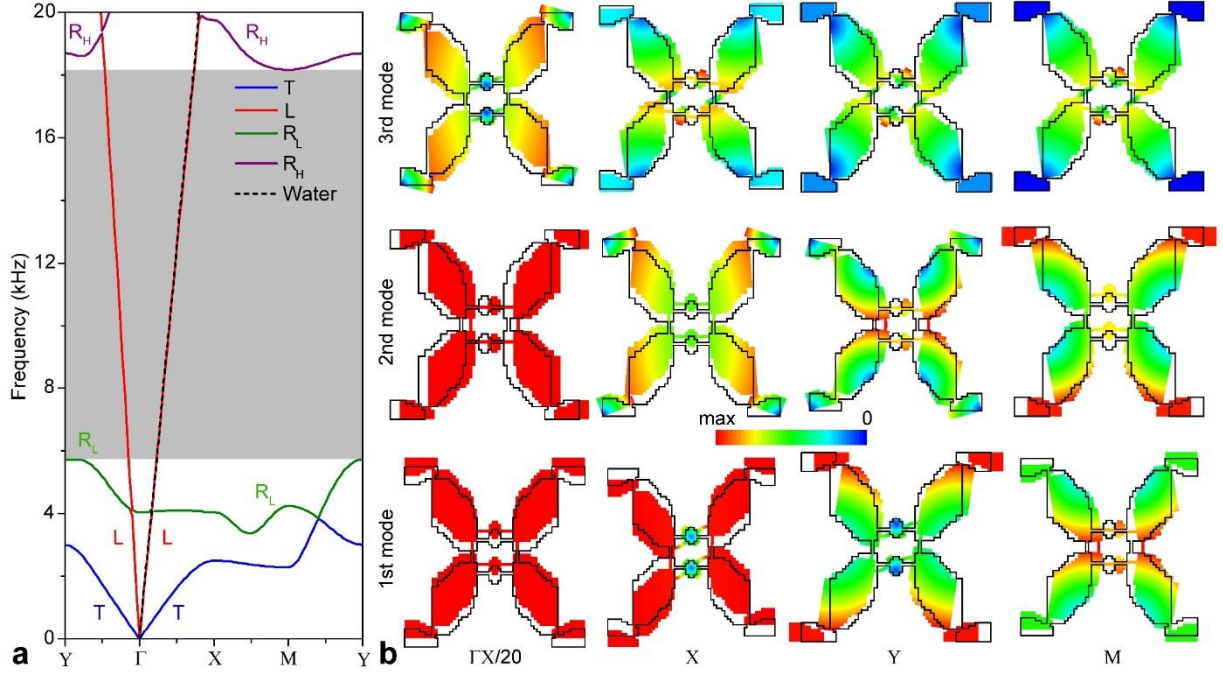 20
16
12
8
4
0
Frequency (kHz)
R_H
R_H
T
L
R_L
R_H
Water
R_L
R_L
L
L
T
T
Y Γ X M Y
a
3rd mode
2nd mode
max 0
1st mode
b
ΓX/20 X Y M